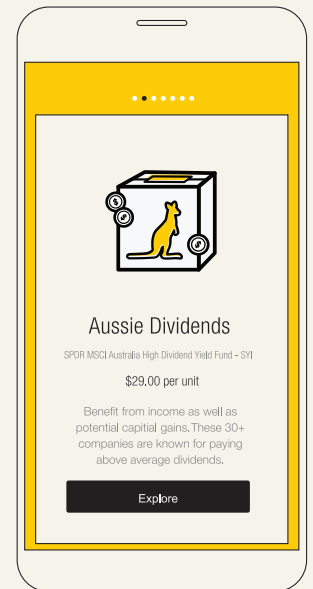 Aussie Dividends
SPDR MSCI Australia High Dividend Yield Fund - SYI
$29.00 per unit
Benefit from income as well as
potential capitial gains. These 30+
companies are known for paying
above average dividends.
Explore